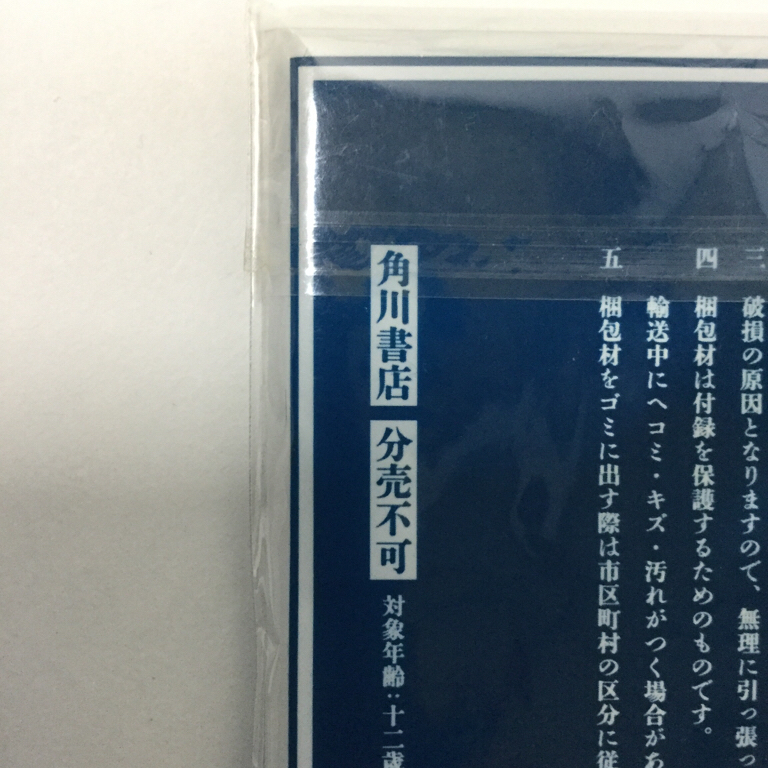 三 破損の原因となりますので、無理に引っ張っ
四 梱包材は付録を保護するためのものです。
輸送中にヘコミ・キズ・汚れがつく場合があ
五 梱包材をゴミに出す際は市区町村の区分に従
角川書店 分売不可 対象年齢:十二歳